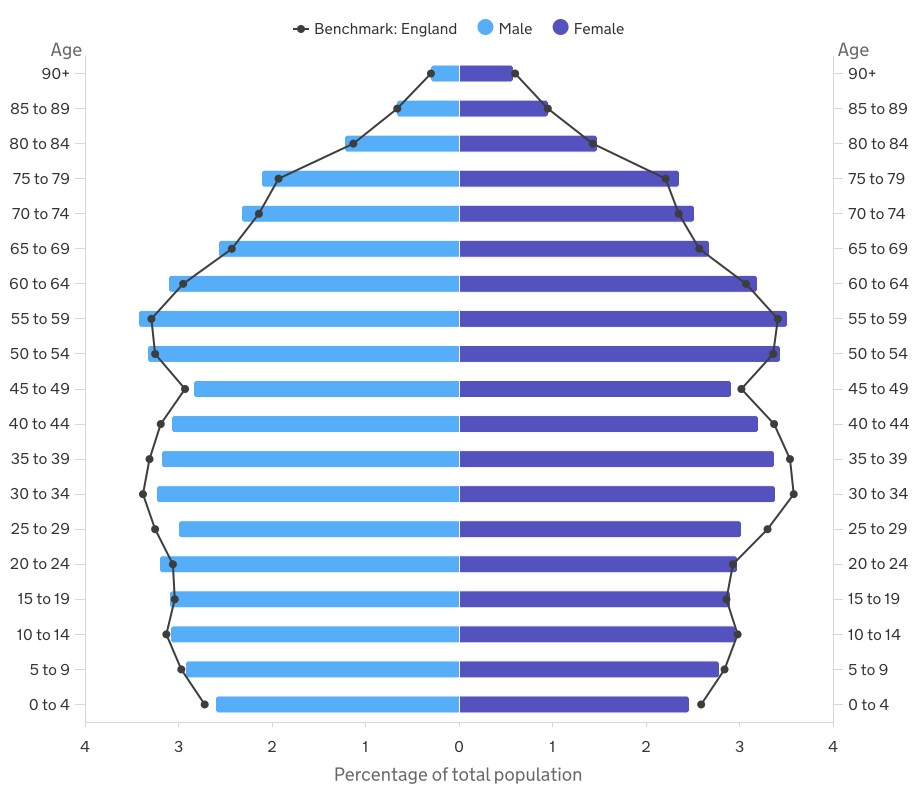 Benchmark: England Male Female
Age Age
90+ 90+
85 to 89 85 to 89
80 to 84 80 to 84
75 to 79 75 to 79
70 to 74 70 to 74
65 to 69 65 to 69
60 to 64 60 to 64
55 to 59 55 to 59
50 to 54 50 to 54
45 to 49 45 to 49
40 to 44 40 to 44
35 to 39 35 to 39
30 to 34 30 to 34
25 to 29 25 to 29
20 to 24 20 to 24
15 to 19 15 to 19
10 to 14 10 to 14
5 to 9 5 to 9
0 to 4 0 to 4
4 3 2 1 0 1 2 3 4
Percentage of total population